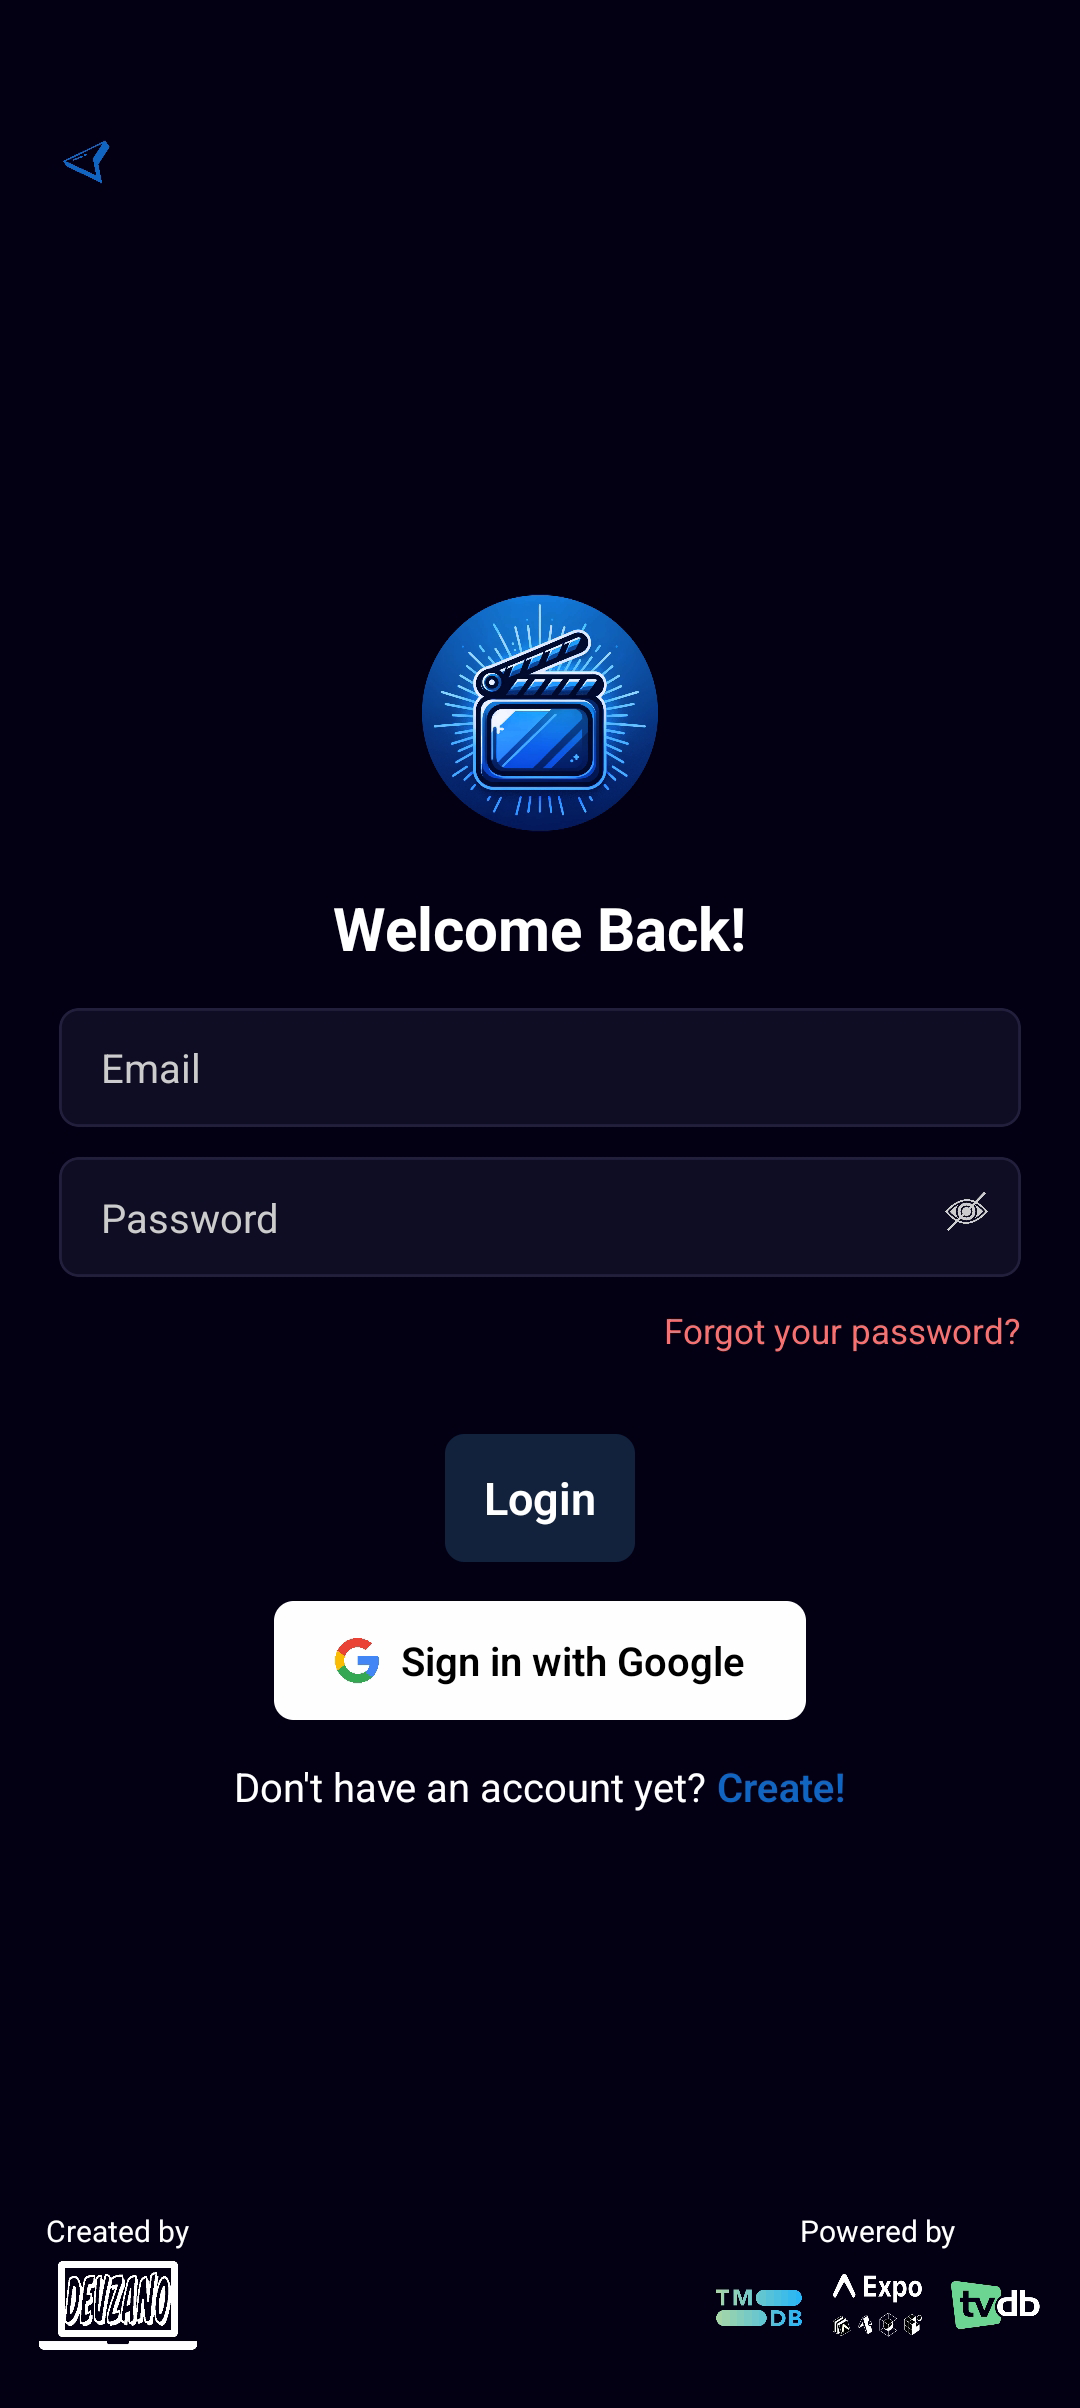 Welcome Back!
Email
Password
Forgot your password?
Login
Sign in with Google
Don't have an account yet? Create!
Created by
DEVZANO
Powered by
TM
DB
Expo
tvdb